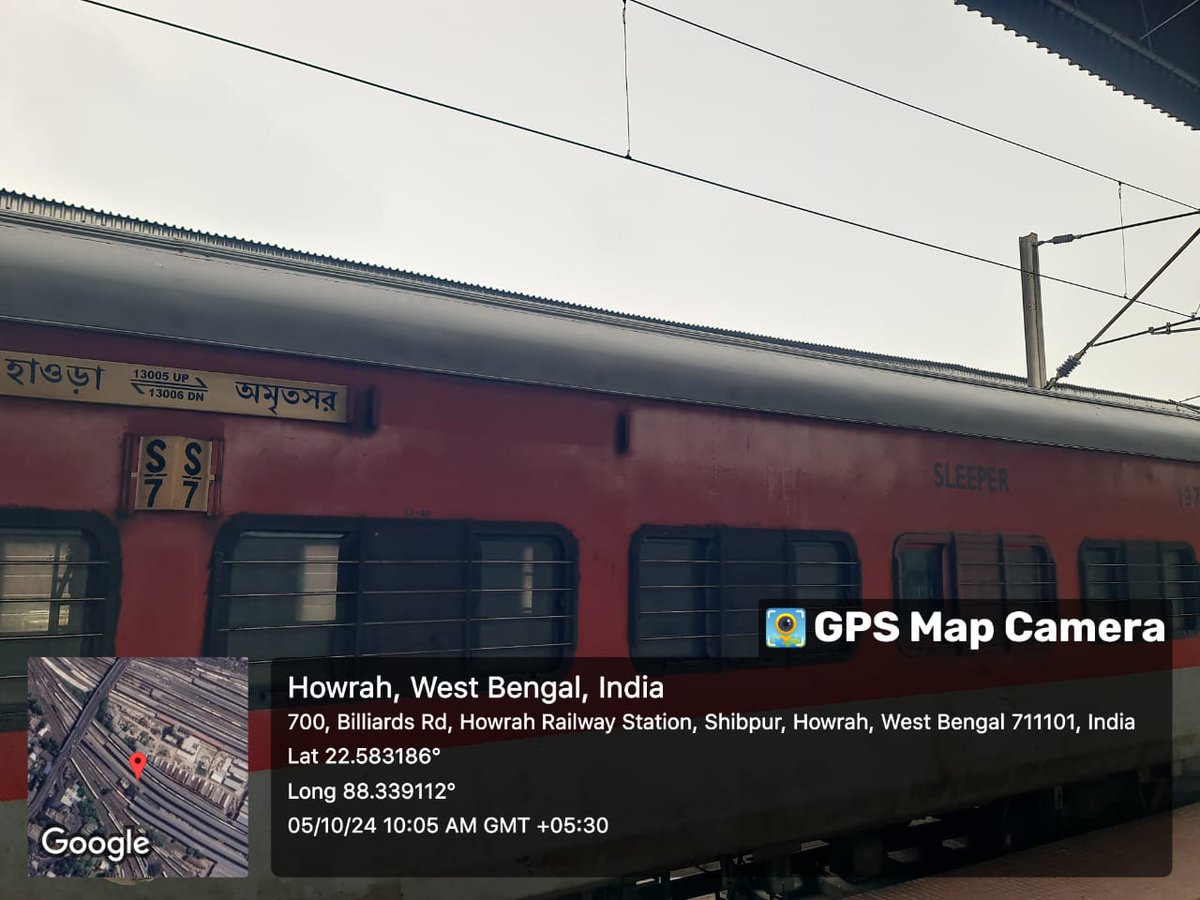 হাওড়া 13005 UP অমৃতসর
13006 DN
S S
7 7
SLEEPER
GPS Map Camera
Howrah, West Bengal, India
700, Billiards Rd, Howrah Railway Station, Shibpur, Howrah, West Bengal 711101, India
Lat 22.583186°
Long 88.339112°
05/10/24 10:05 AM GMT +05:30
Google